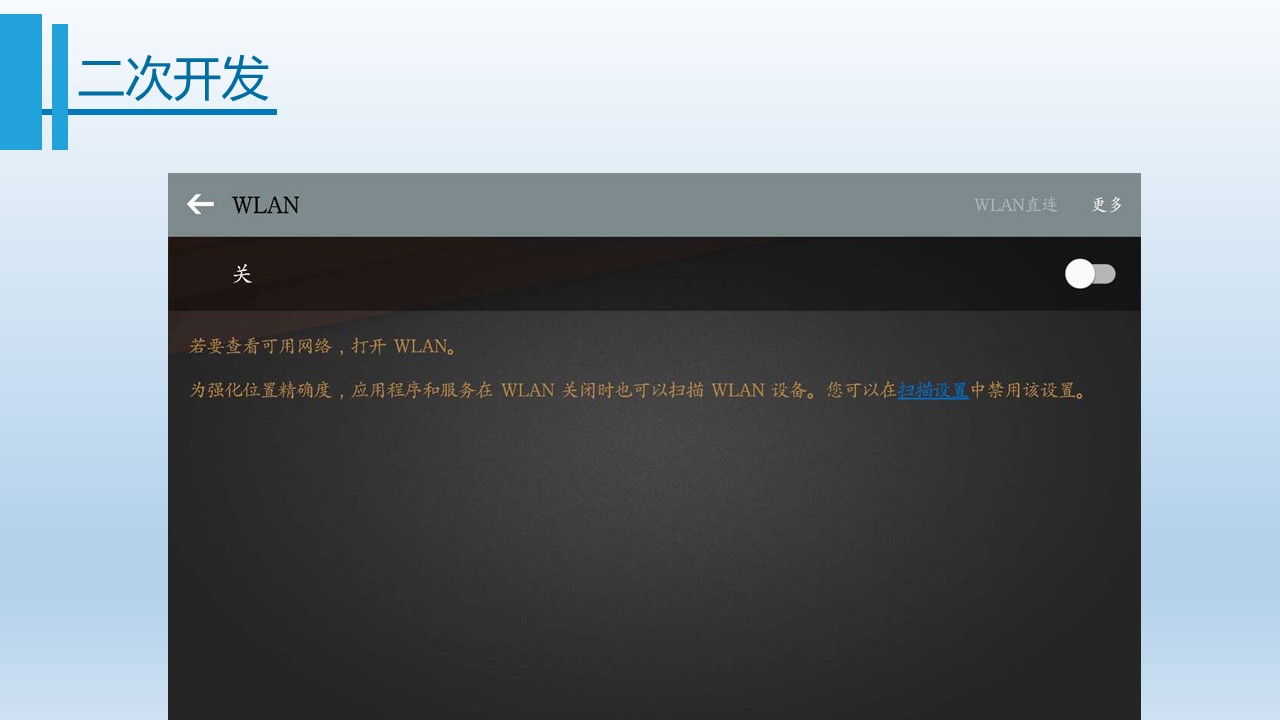 二次开发
WLAN
WLAN直连
更多
关
若要查看可用网络，打开 WLAN。
为强化位置精确度，应用程序和服务在 WLAN 关闭时也可以扫描 WLAN 设备。您可以在扫描设置中禁用该设置。